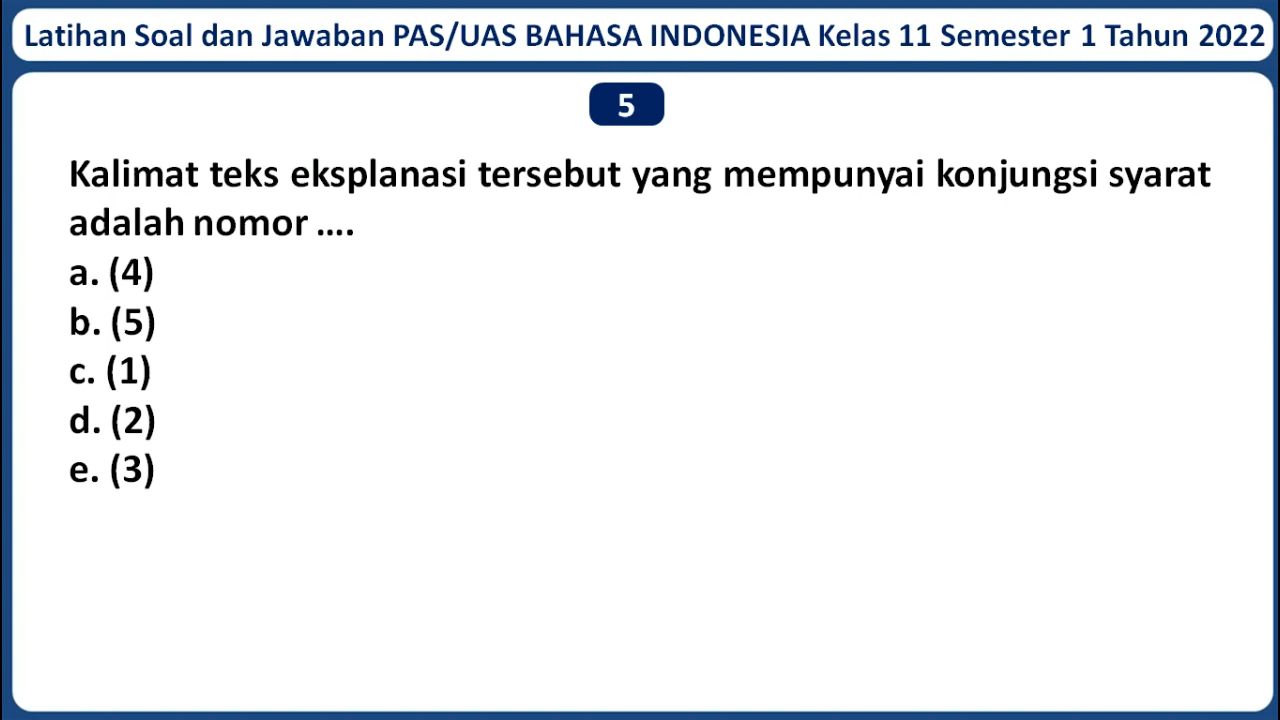 Latihan Soal dan Jawaban PAS/UAS BAHASA INDONESIA Kelas 11 Semester 1 Tahun 2022
5
Kalimat teks eksplanasi tersebut yang mempunyai konjungsi syarat
adalah nomor ....
a. (4)
b. (5)
c. (1)
d. (2)
e. (3)